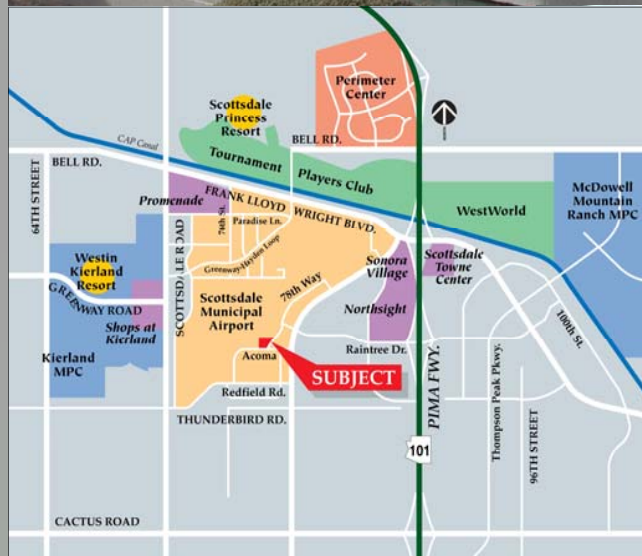 Perimeter
Center
Scottsdale
Princess
Resort
BELL RD.
CAP Canal
BELL RD.
Tournament
Players Club
McDowell
Mountain
Ranch MPC
64TH STREET
Promenade
FRANK LLOYD
WRIGHT BLVD.
WestWorld
76th St.
Paradise Ln.
SCOTTSDALE ROAD
Greenway-Hayden Loop
Sonora
Village
Scottsdale
Towne
Center
Westin
Kierland
Resort
GREENWAY ROAD
78th Way
Shops at
Kierland
Scottsdale
Municipal
Airport
Northsight
100th St.
Kierland
MPC
Acoma
Raintree Dr.
SUBJECT
Redfield Rd.
PIMA FWY.
Thompson Peak Pkwy.
96TH STREET
THUNDERBIRD RD.
101
CACTUS ROAD